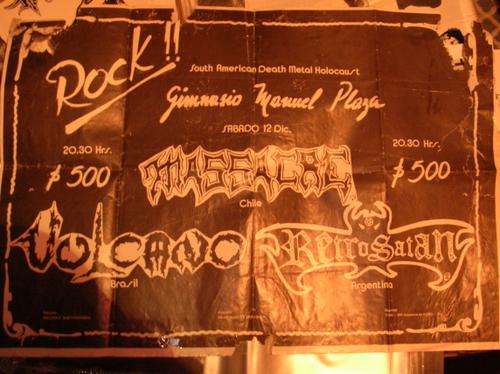 Rock!!
South American Death Metal Holocaust
Gimnasio Manuel Plaza
SABADO 12 Dic.
20.30 Hrs.
$500
20.30 Hrs.
$500
MASSACRE
Chile
VULCANO
Brasil
RetroSatan
Argentina